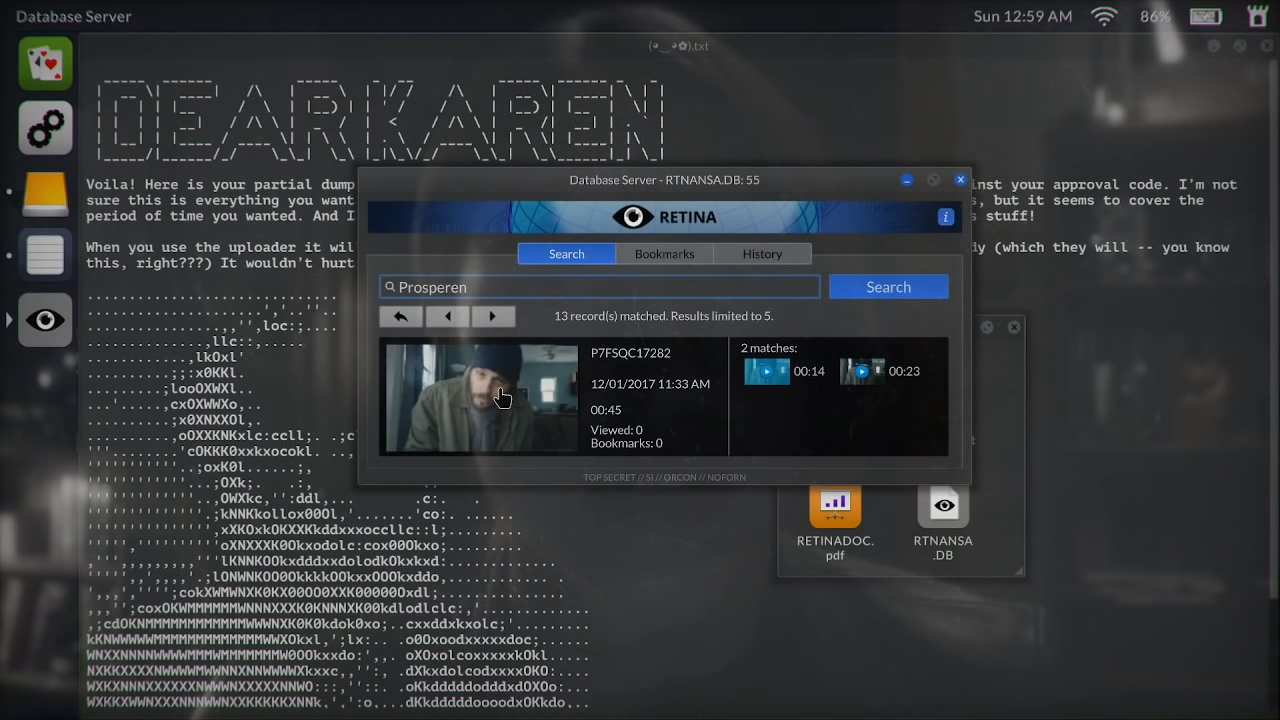 Database Server
Sun 12:59 AM
86%
(◕‿◕✿).txt
DEARKAREN
Voila! Here is your partial dump
inst your approval code. I'm not
sure this is everything you want
s, but it seems to cover the
period of time you wanted. And I
s stuff!
When you use the uploader it wil
dy (which they will -- you know
this, right???) It wouldn't hurt
Database Server - RTNANSA.DB: 55
RETINA
i
Search
Bookmarks
History
Prosperen
Search
13 record(s) matched. Results limited to 5.
P7FSQC17282
12/01/2017 11:33 AM
00:45
Viewed: 0
Bookmarks: 0
2 matches:
00:14
00:23
TOP SECRET // SI // ORCON // NOFORN
RETINADOC.
pdf
RTNANSA
.DB